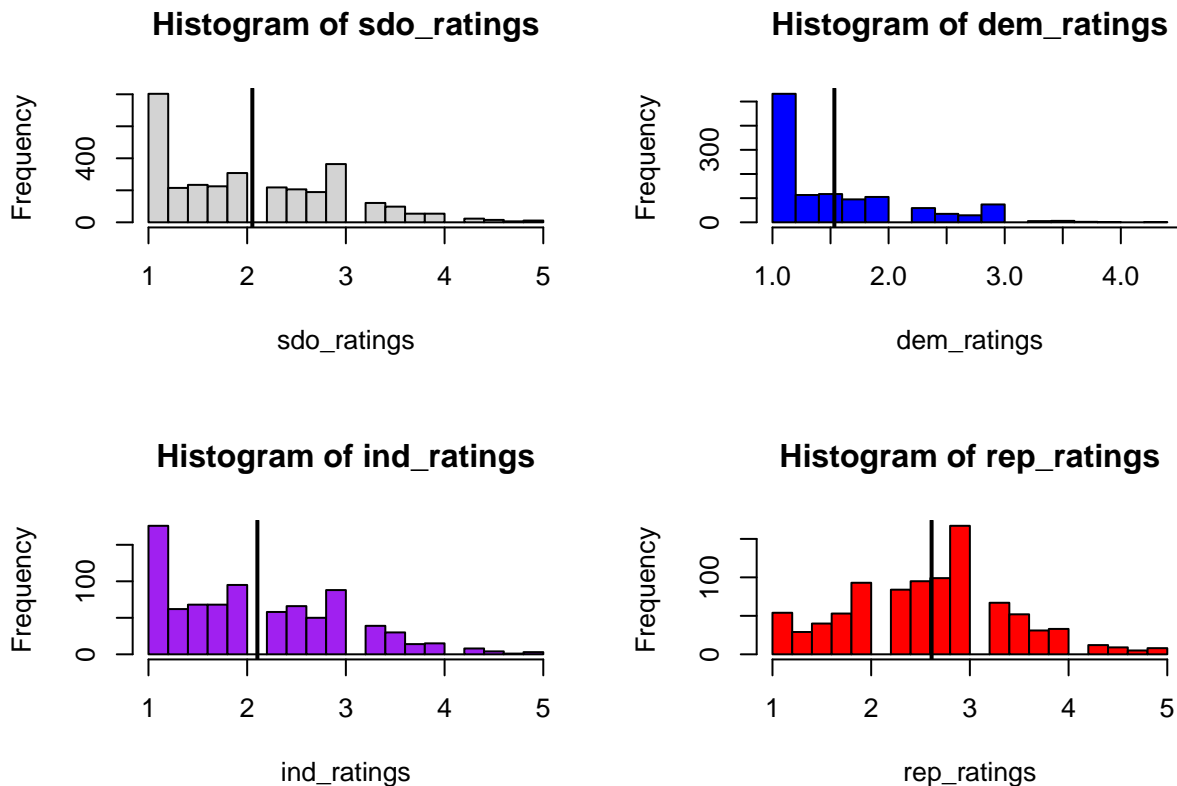 Histogram of sdo_ratings
Frequency
0 400
1 2 3 4 5
sdo_ratings
Histogram of dem_ratings
Frequency
0 300
1.0 2.0 3.0 4.0
dem_ratings
Histogram of ind_ratings
Frequency
0 100
1 2 3 4 5
ind_ratings
Histogram of rep_ratings
Frequency
0 100
1 2 3 4 5
rep_ratings